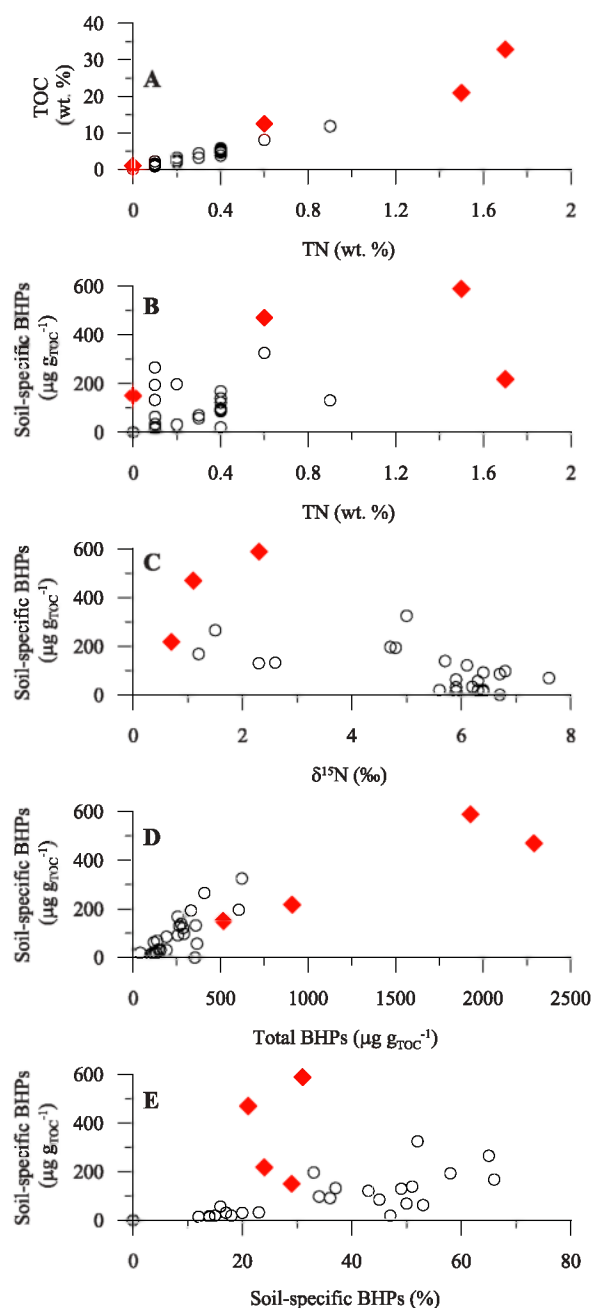 A
TOC
(wt. %)
40
30
20
10
0
0
0.4
0.8
1.2
1.6
2
TN (wt. %)
B
Soil-specific BHPs
(µg gTOC-1)
600
400
200
0
0
0.4
0.8
1.2
1.6
2
TN (wt. %)
C
Soil-specific BHPs
(µg gTOC-1)
600
400
200
0
0
2
4
6
8
δ15N (‰)
D
Soil-specific BHPs
(µg gTOC-1)
600
400
200
0
0
500
1000
1500
2000
2500
Total BHPs (µg gTOC-1)
E
Soil-specific BHPs
(µg gTOC-1)
600
400
200
0
0
20
40
60
80
Soil-specific BHPs (%)